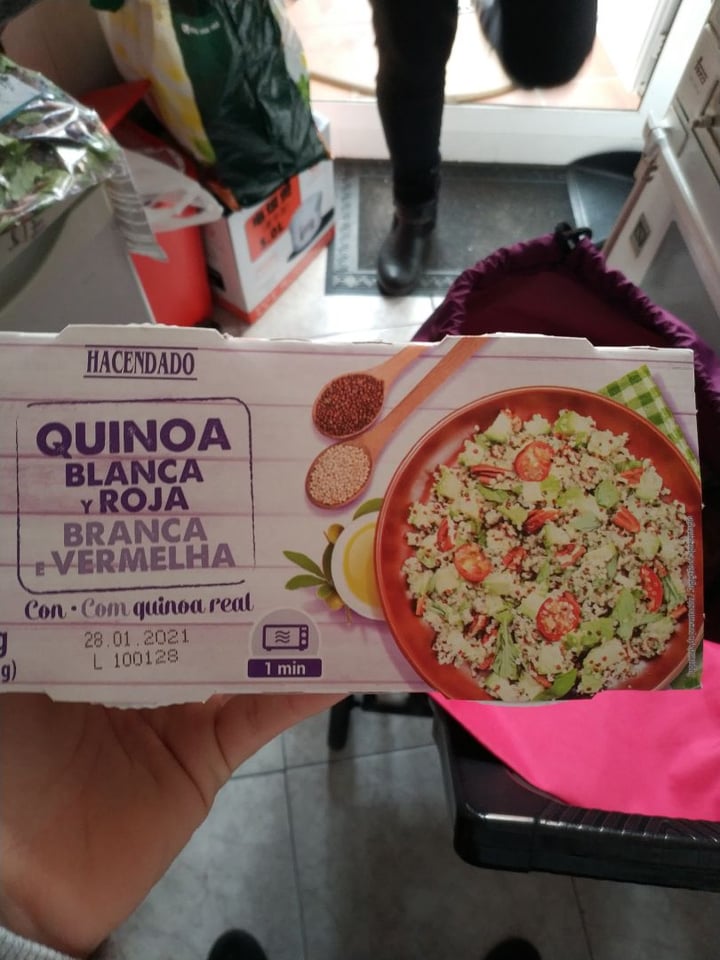 HACENDADO
QUINOA
BLANCA
Y ROJA
BRANCA
E VERMELHA
Con • Com quinoa real
28.01.2021
L 100128
g
g)
1 min